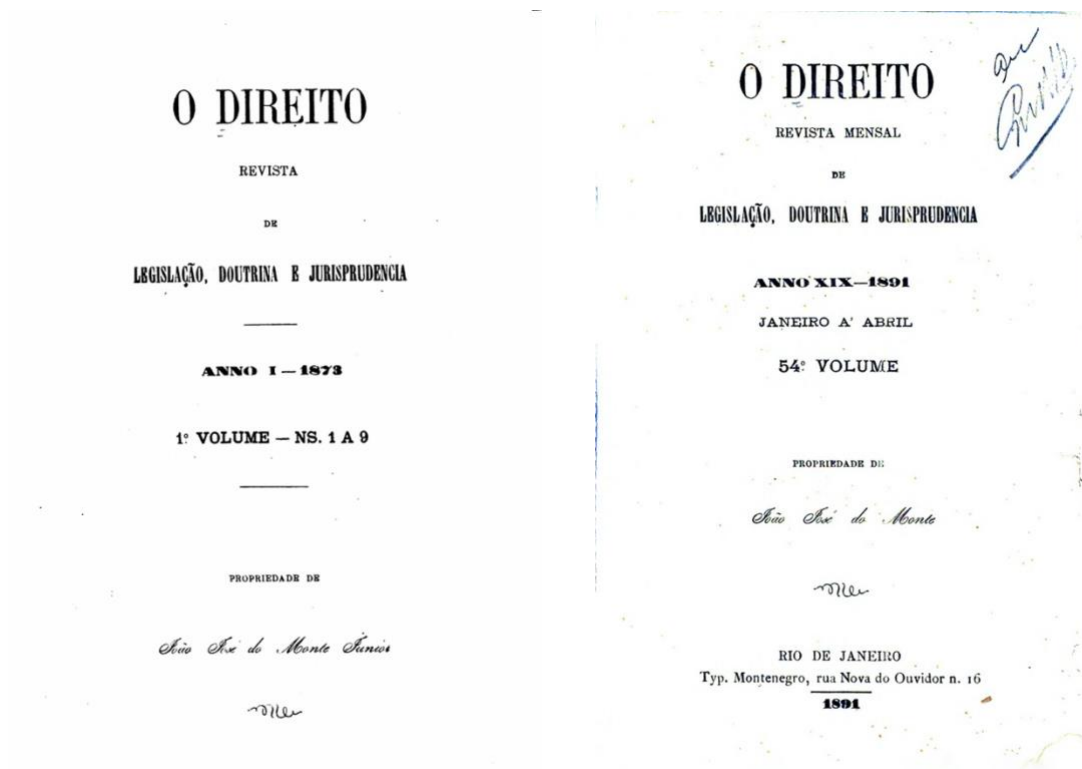 O DIREITO
REVISTA
DE
LEGISLAÇÃO, DOUTRINA E JURISPRUDENCIA
ANNO I — 1873
1º VOLUME — NS. 1 A 9
PROPRIEDADE DE
João José do Monte Júnior
O DIREITO
REVISTA MENSAL
DE
LEGISLAÇÃO, DOUTRINA E JURISPRUDENCIA
ANNO XIX—1891
JANEIRO A' ABRIL
54º VOLUME
PROPRIEDADE DE
João José do Monte
RIO DE JANEIRO
Typ. Montenegro, rua Nova do Ouvidor n. 16
1891